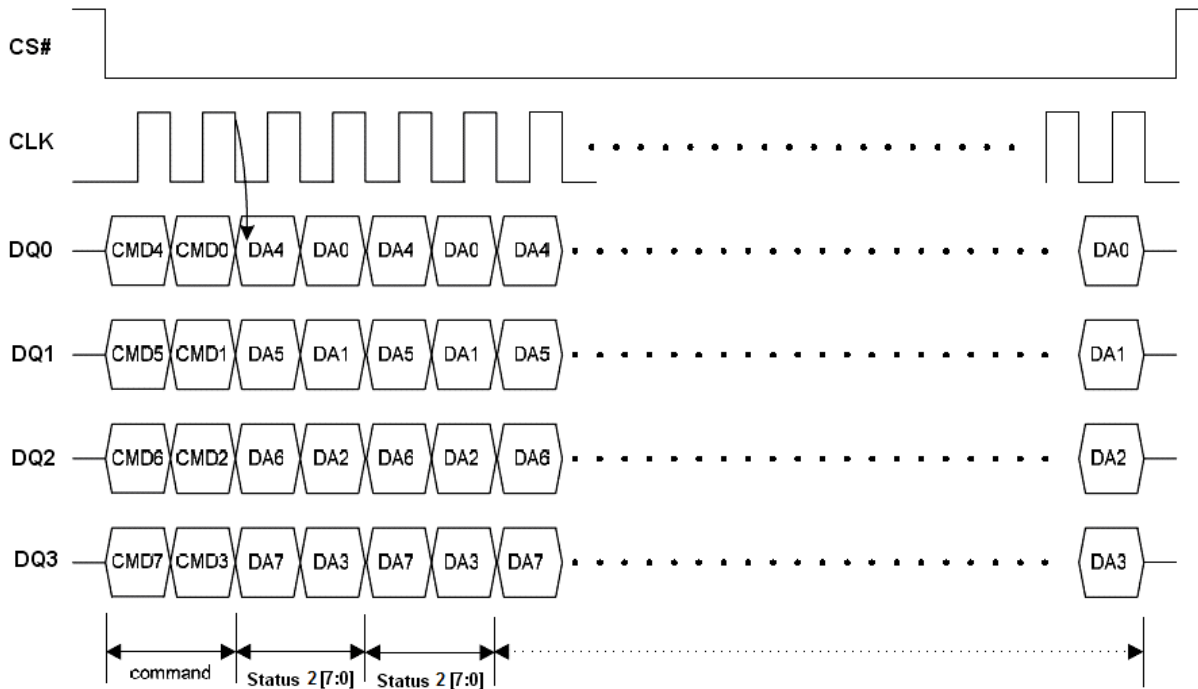 CS#
CLK
DQ0 CMD4 CMD0 DA4 DA0 DA4 DA0 DA4 DA0
DQ1 CMD5 CMD1 DA5 DA1 DA5 DA1 DA5 DA1
DQ2 CMD6 CMD2 DA6 DA2 DA6 DA2 DA6 DA2
DQ3 CMD7 CMD3 DA7 DA3 DA7 DA3 DA7 DA3
command Status 2 [7:0] Status 2 [7:0]